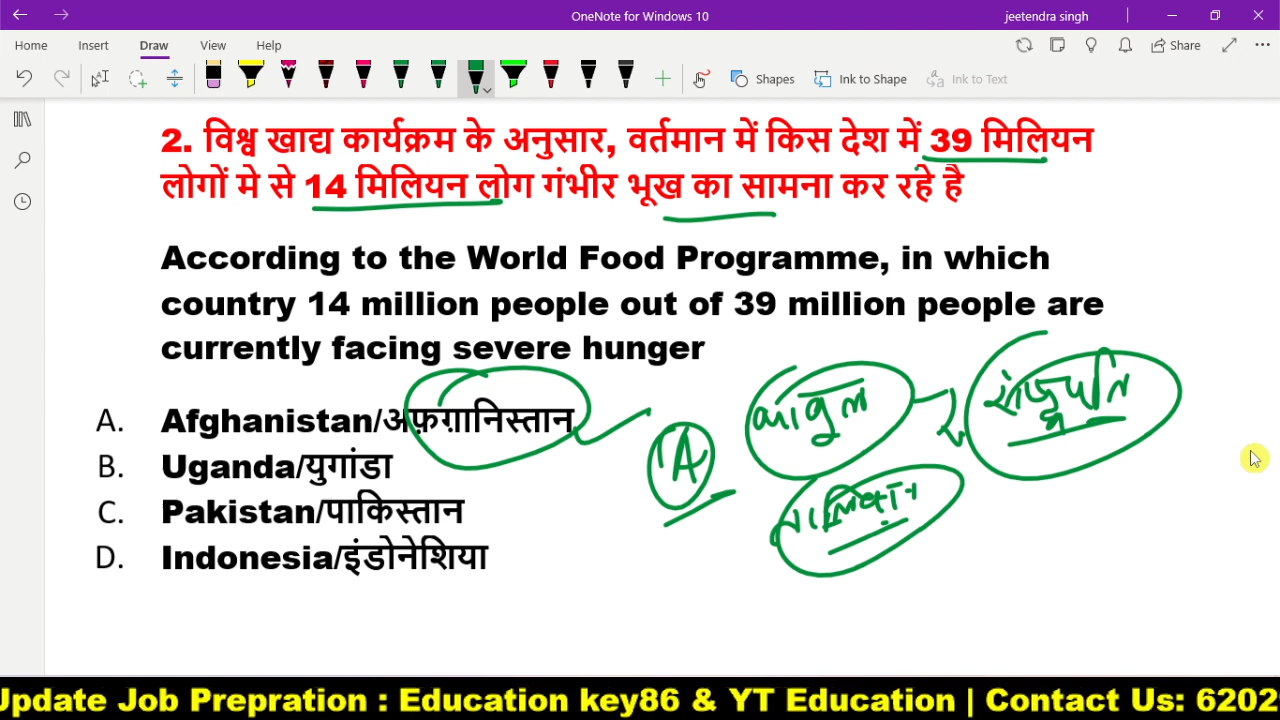 OneNote for Windows 10
jeetendra singh
Home Insert Draw View Help
Share
Shapes Ink to Shape Ink to Text
2. विश्व खाद्य कार्यक्रम के अनुसार, वर्तमान में किस देश में 39 मिलियन
लोगों मे से 14 मिलियन लोग गंभीर भूख का सामना कर रहे है
According to the World Food Programme, in which
country 14 million people out of 39 million people are
currently facing severe hunger
A. Afghanistan/अफ़ग़ानिस्तान
B. Uganda/युगांडा
C. Pakistan/पाकिस्तान
D. Indonesia/इंडोनेशिया
A
काबुल
Update Job Prepration : Education key86 & YT Education | Contact Us: 6202